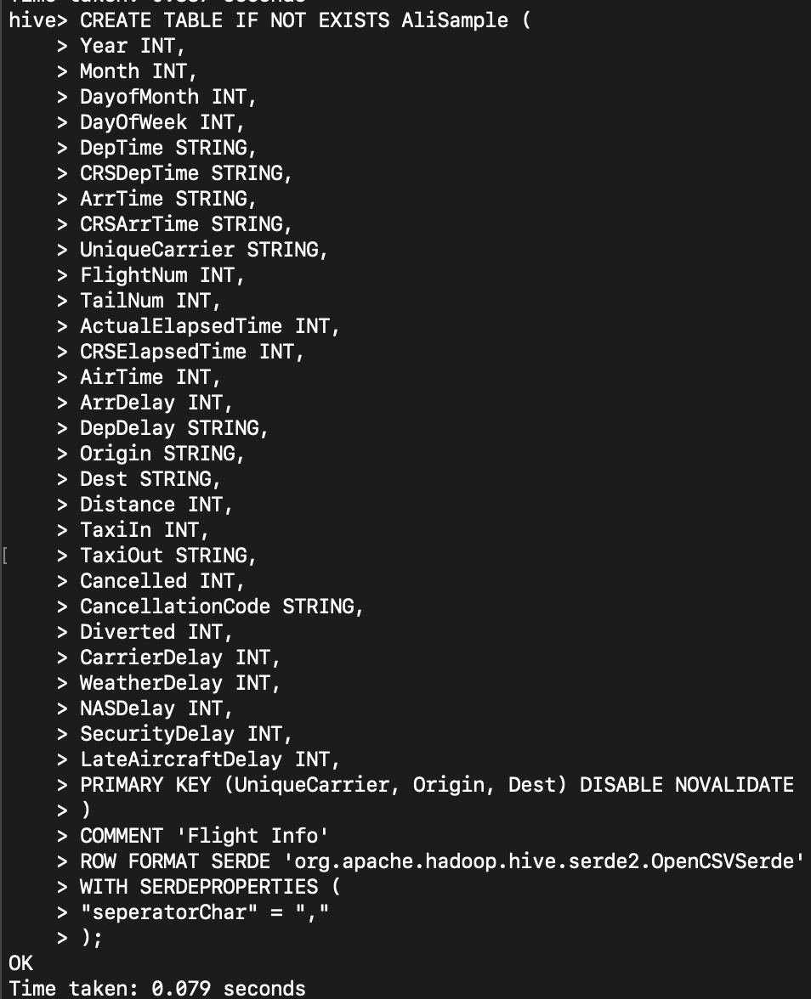 hive> CREATE TABLE IF NOT EXISTS AliSample (
    > Year INT,
    > Month INT,
    > DayofMonth INT,
    > DayOfWeek INT,
    > DepTime STRING,
    > CRSDepTime STRING,
    > ArrTime STRING,
    > CRSArrTime STRING,
    > UniqueCarrier STRING,
    > FlightNum INT,
    > TailNum INT,
    > ActualElapsedTime INT,
    > CRSElapsedTime INT,
    > AirTime INT,
    > ArrDelay INT,
    > DepDelay STRING,
    > Origin STRING,
    > Dest STRING,
    > Distance INT,
    > TaxiIn INT,
    > TaxiOut STRING,
    > Cancelled INT,
    > CancellationCode STRING,
    > Diverted INT,
    > CarrierDelay INT,
    > WeatherDelay INT,
    > NASDelay INT,
    > SecurityDelay INT,
    > LateAircraftDelay INT,
    > PRIMARY KEY (UniqueCarrier, Origin, Dest) DISABLE NOVALIDATE
    > )
    > COMMENT 'Flight Info'
    > ROW FORMAT SERDE 'org.apache.hadoop.hive.serde2.OpenCSVSerde'
    > WITH SERDEPROPERTIES (
    > "seperatorChar" = ","
    > );
OK
Time taken: 0.079 seconds